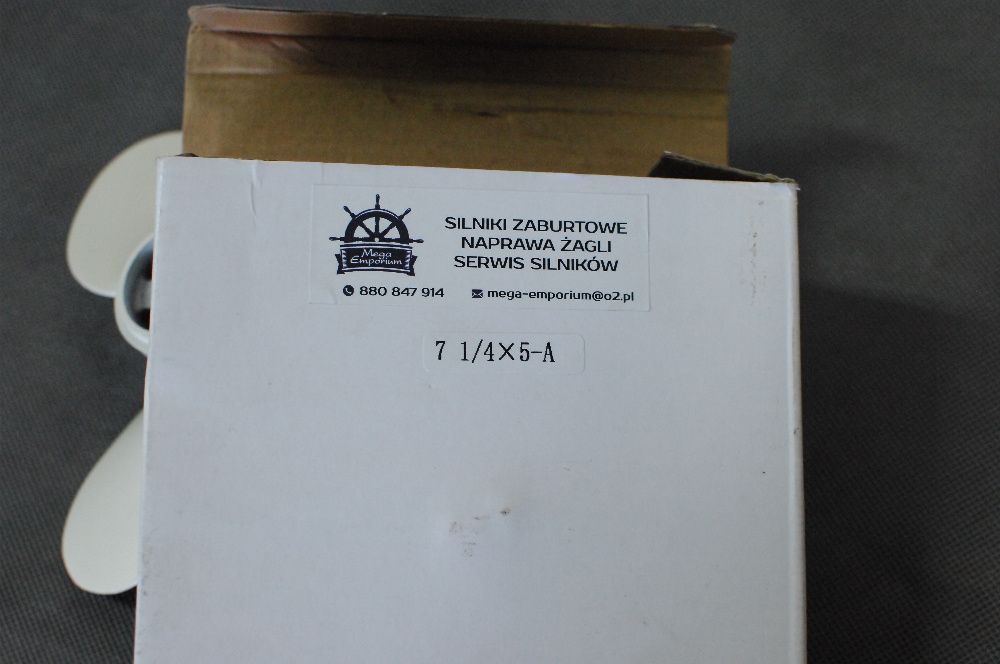 Mega
Emporium
SILNIKI ZABURTOWE
NAPRAWA ŻAGLI
SERWIS SILNIKÓW
880 847 914
mega-emporium@o2.pl
7 1/4×5-A